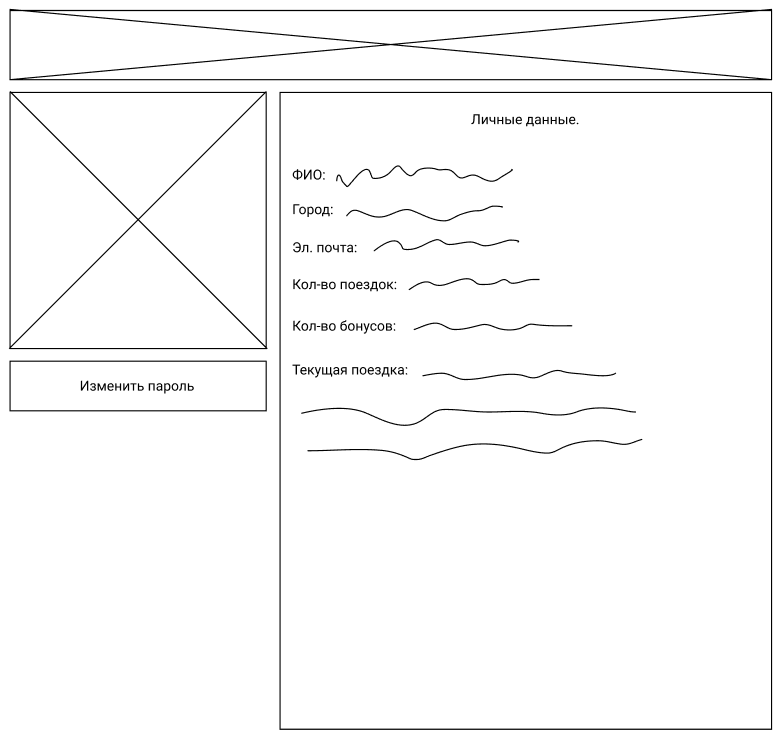 Личные данные.
ФИО:
Город:
Эл. почта:
Кол-во поездок:
Кол-во бонусов:
Текущая поездка:
Изменить пароль